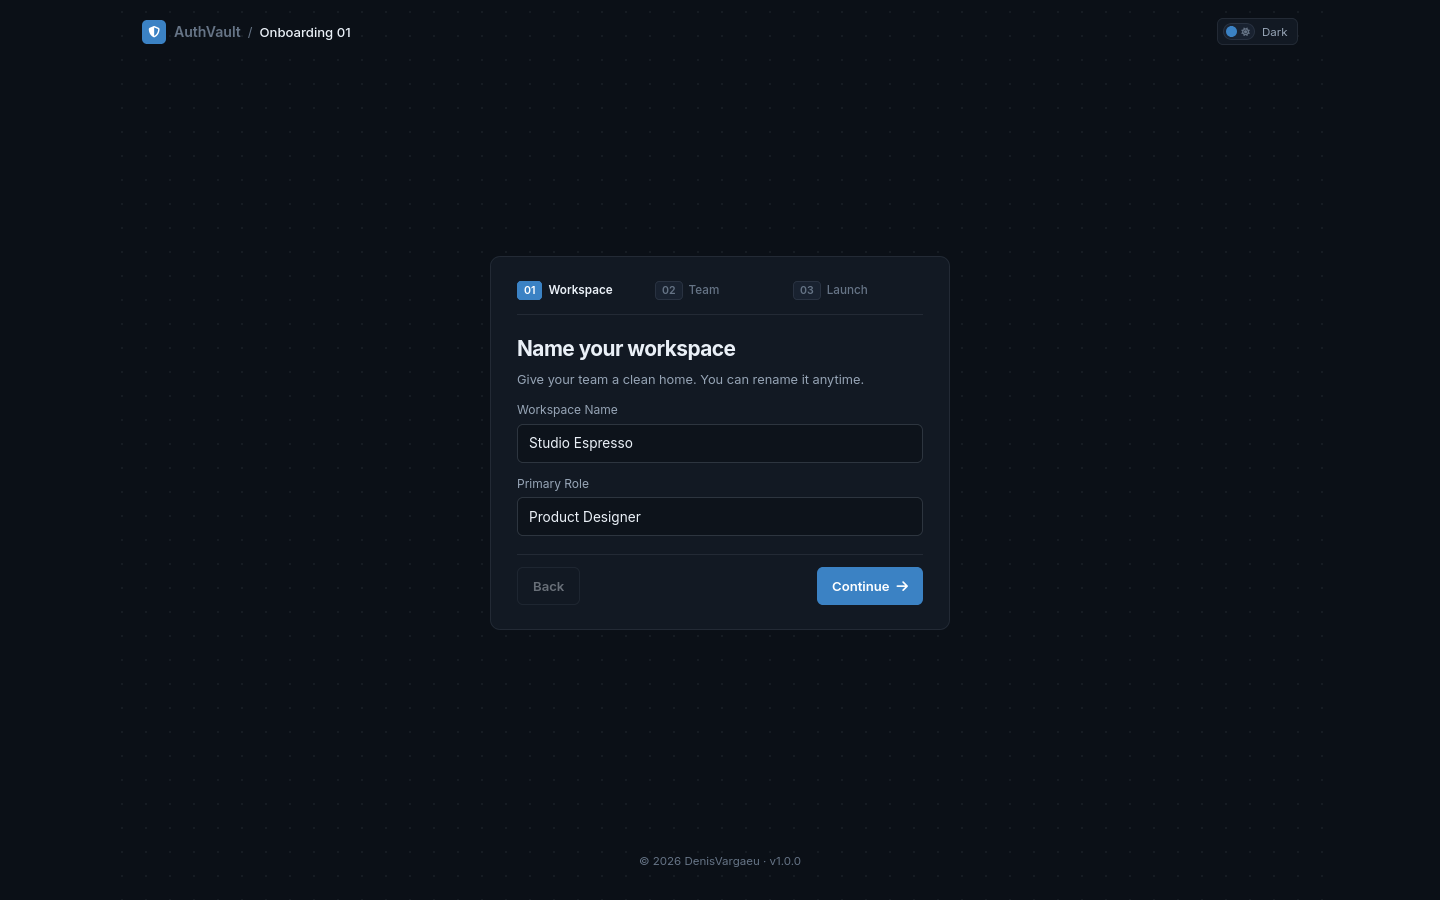 AuthVault / Onboarding 01
Dark
01 Workspace 02 Team 03 Launch
Name your workspace
Give your team a clean home. You can rename it anytime.
Workspace Name
Studio Espresso
Primary Role
Product Designer
Back Continue →
© 2026 DenisVargaeu · v1.0.0